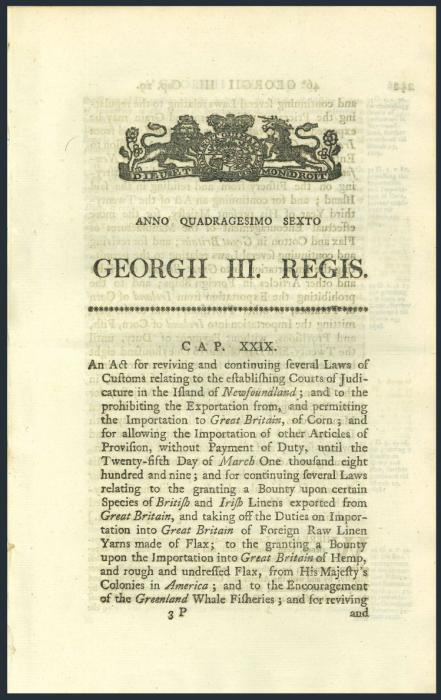 DIEU ET MON DROIT
ANNO QUADRAGESIMO SEXTO
GEORGII III. REGIS.
CAP. XXIX.
An Act for reviving and continuing ſeveral Laws of
Cuſtoms relating to the eſtabliſhing Courts of Judi-
cature in the Iſland of Newfoundland; and to the
prohibiting the Exportation from, and permitting
the Importation to Great Britain, of Corn; and
for allowing the Importation of other Articles of
Proviſion, without Payment of Duty, until the
Twenty-fifth Day of March One thouſand eight
hundred and nine; and for continuing ſeveral Laws
relating to the granting a Bounty upon certain
Species of Britiſh and Iriſh Linens exported from
Great Britain, and taking off the Duties on Impor-
tation into Great Britain of Foreign Raw Linen
Yarns made of Flax; to the granting a Bounty
upon the Importation into Great Britain of Hemp,
and rough and undreſſed Flax, from His Majeſty's
Colonies in America; and to the Encouragement
of the Greenland Whale Fiſheries; and for reviving
3 P and